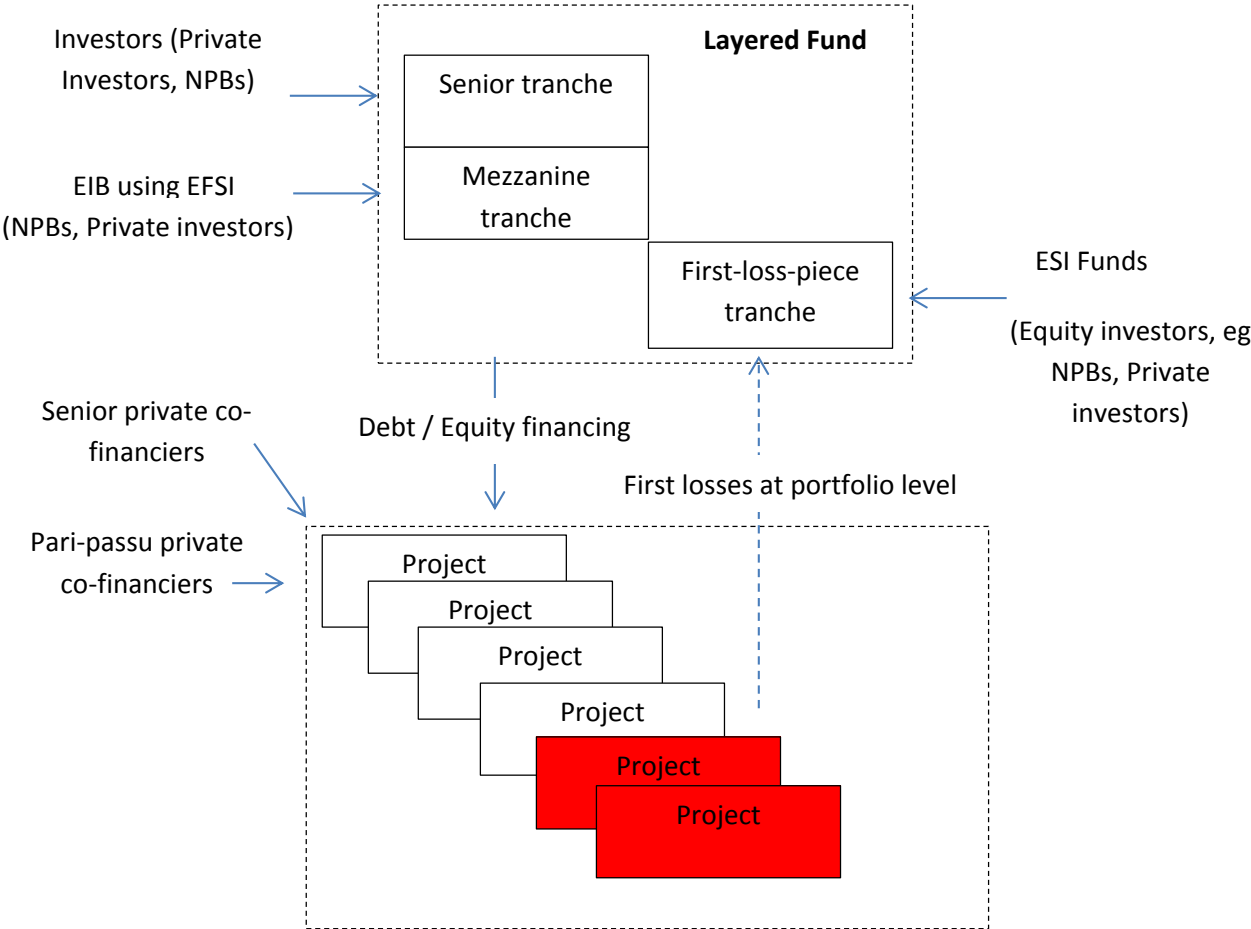 Layered Fund
Investors (Private
Investors, NPBs)
Senior tranche
EIB using EFSI
(NPBs, Private investors)
Mezzanine
tranche
First-loss-piece
tranche
ESI Funds
(Equity investors, eg
NPBs, Private
investors)
Senior private co-
financiers
Debt / Equity financing
First losses at portfolio level
Pari-passu private
co-financiers
Project
Project
Project
Project
Project
Project